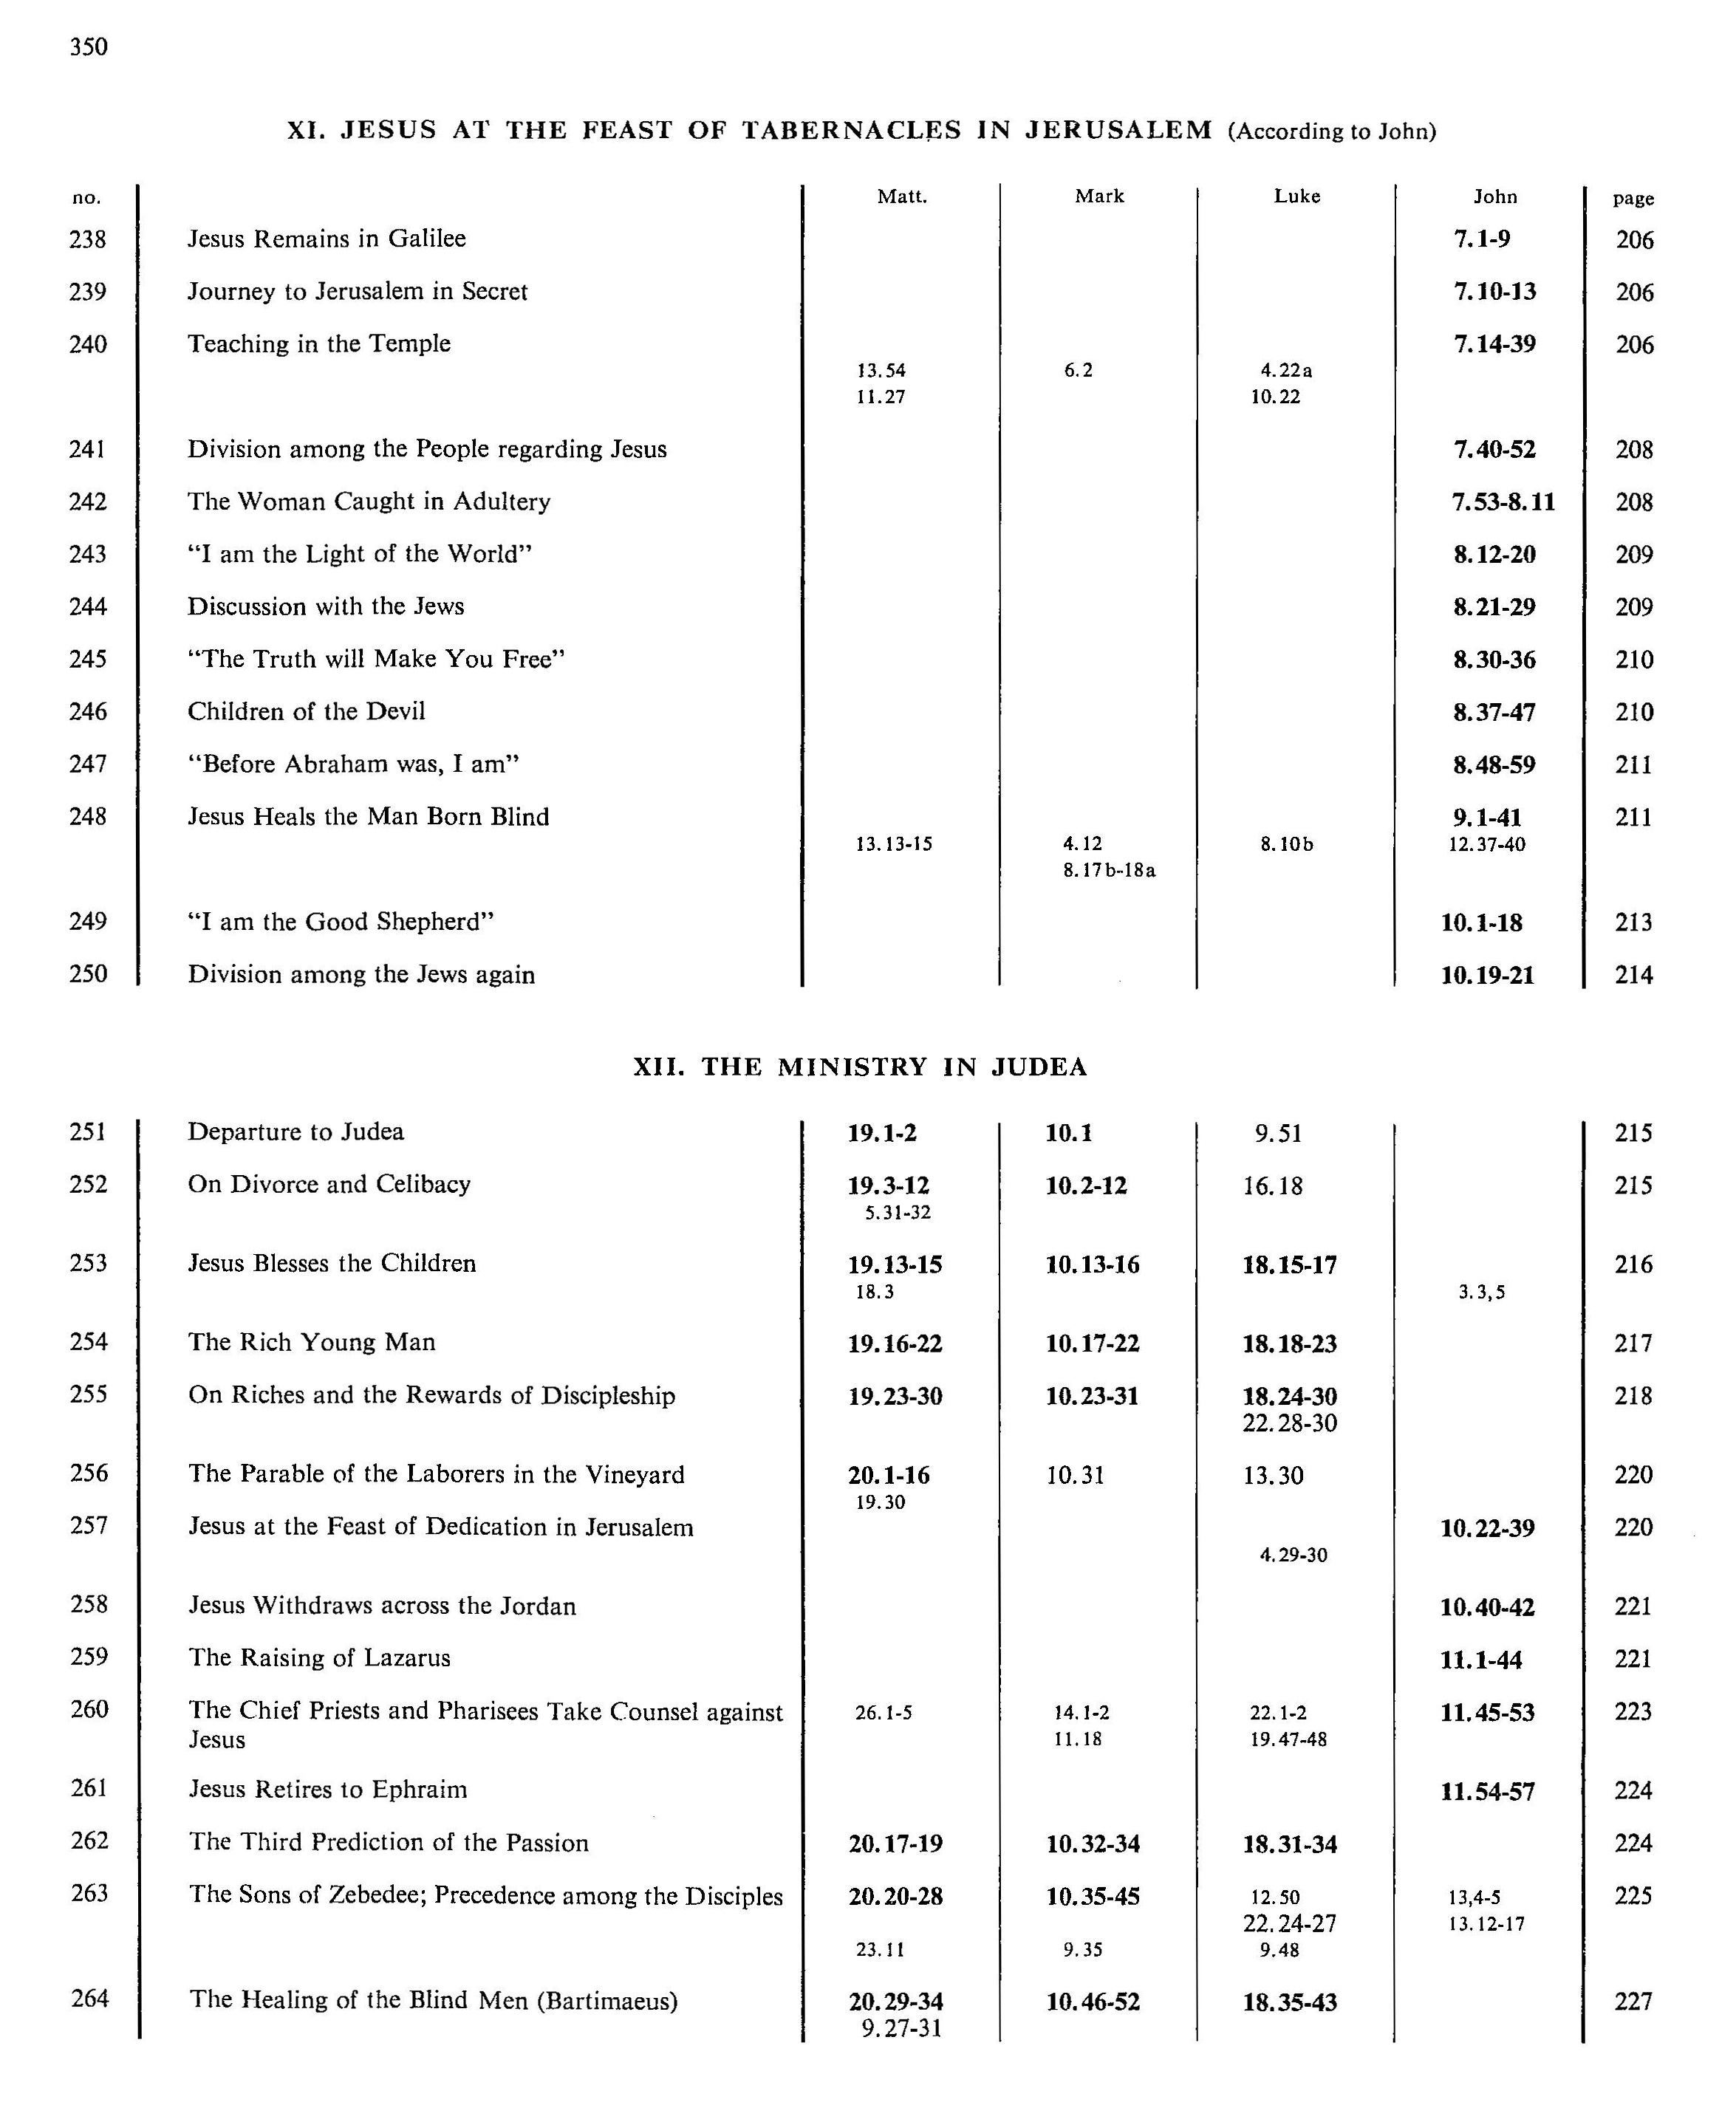 350
XI. JESUS AT THE FEAST OF TABERNACLES IN JERUSALEM (According to John)
no. Matt. Mark Luke John page
238 Jesus Remains in Galilee 7.1-9 206
239 Journey to Jerusalem in Secret 7.10-13 206
240 Teaching in the Temple 7.14-39 206
13.54 6.2 4.22a
11.27 10.22
241 Division among the People regarding Jesus 7.40-52 208
242 The Woman Caught in Adultery 7.53-8.11 208
243 “I am the Light of the World” 8.12-20 209
244 Discussion with the Jews 8.21-29 209
245 “The Truth will Make You Free” 8.30-36 210
246 Children of the Devil 8.37-47 210
247 “Before Abraham was, I am” 8.48-59 211
248 Jesus Heals the Man Born Blind 9.1-41 211
13.13-15 4.12 8.10b 12.37-40
8.17b-18a
249 “I am the Good Shepherd” 10.1-18 213
250 Division among the Jews again 10.19-21 214
XII. THE MINISTRY IN JUDEA
251 Departure to Judea 19.1-2 10.1 9.51 215
252 On Divorce and Celibacy 19.3-12 10.2-12 16.18 215
5.31-32
253 Jesus Blesses the Children 19.13-15 10.13-16 18.15-17 216
18.3 3.3,5
254 The Rich Young Man 19.16-22 10.17-22 18.18-23 217
255 On Riches and the Rewards of Discipleship 19.23-30 10.23-31 18.24-30 218
22.28-30
256 The Parable of the Laborers in the Vineyard 20.1-16 10.31 13.30 220
19.30
257 Jesus at the Feast of Dedication in Jerusalem 10.22-39 220
4.29-30
258 Jesus Withdraws across the Jordan 10.40-42 221
259 The Raising of Lazarus 11.1-44 221
260 The Chief Priests and Pharisees Take Counsel against 26.1-5 14.1-2 22.1-2 11.45-53 223
Jesus 11.18 19.47-48
261 Jesus Retires to Ephraim 11.54-57 224
262 The Third Prediction of the Passion 20.17-19 10.32-34 18.31-34 224
263 The Sons of Zebedee; Precedence among the Disciples 20.20-28 10.35-45 12.50 13,4-5 225
22.24-27 13.12-17
23.11 9.35 9.48
264 The Healing of the Blind Men (Bartimaeus) 20.29-34 10.46-52 18.35-43 227
9.27-31